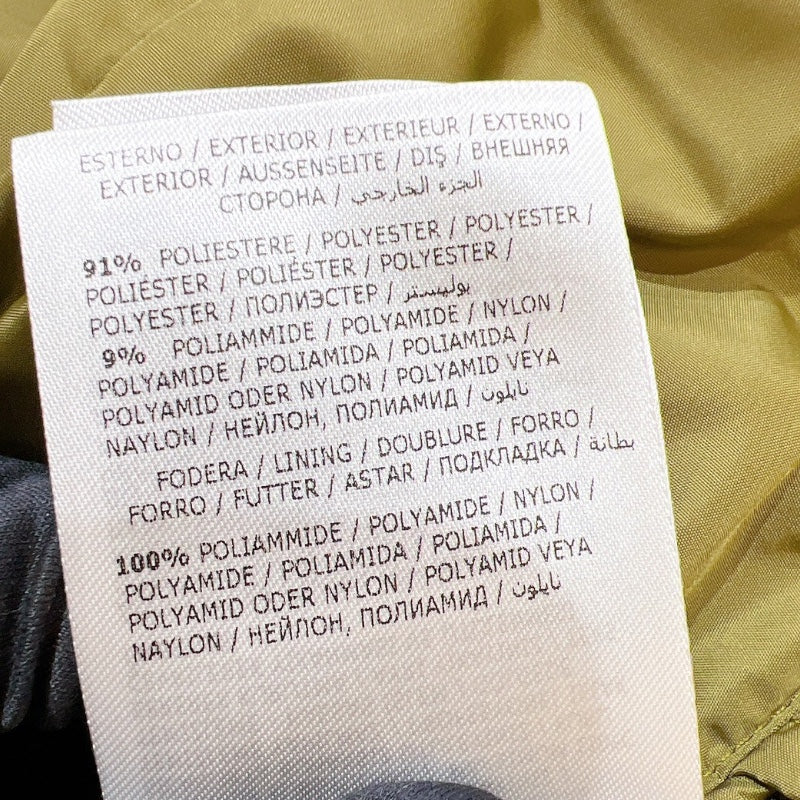 ESTERNO / EXTERIOR / EXTERIEUR / EXTERNO /
EXTERIOR / AUSSENSEITE / DIŞ / ВНЕШНЯЯ
СТОРОНА / الجزء الخارجي
91% POLIESTERE / POLYESTER / POLYESTER /
POLIÉSTER / POLIÉSTER / POLYESTER /
POLYESTER / ПОЛИЭСТЕР / بوليستر
9% POLIAMMIDE / POLYAMIDE / NYLON /
POLYAMIDE / POLIAMIDA / POLIAMIDA /
POLYAMID ODER NYLON / POLYAMID VEYA
NAYLON / НЕЙЛОН, ПОЛИАМИД / نايلون
FODERA / LINING / DOUBLURE / FORRO /
FORRO / FUTTER / ASTAR / ПОДКЛАДКА / بطانة
100% POLIAMMIDE / POLYAMIDE / NYLON /
POLYAMIDE / POLIAMIDA / POLIAMIDA /
POLYAMID ODER NYLON / POLYAMID VEYA
NAYLON / НЕЙЛОН, ПОЛИАМИД / نايلون